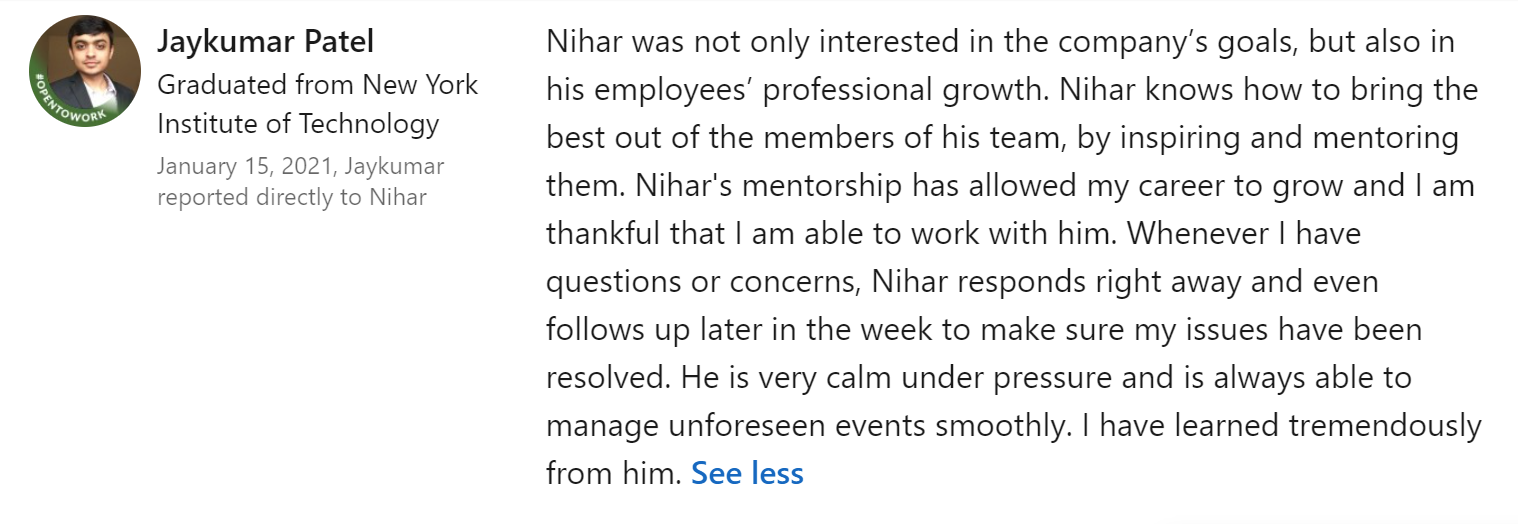 Jaykumar Patel
Graduated from New York
Institute of Technology
January 15, 2021, Jaykumar
reported directly to Nihar
#OPENTOWORK
Nihar was not only interested in the company’s goals, but also in
his employees’ professional growth. Nihar knows how to bring the
best out of the members of his team, by inspiring and mentoring
them. Nihar's mentorship has allowed my career to grow and I am
thankful that I am able to work with him. Whenever I have
questions or concerns, Nihar responds right away and even
follows up later in the week to make sure my issues have been
resolved. He is very calm under pressure and is always able to
manage unforeseen events smoothly. I have learned tremendously
from him. See less